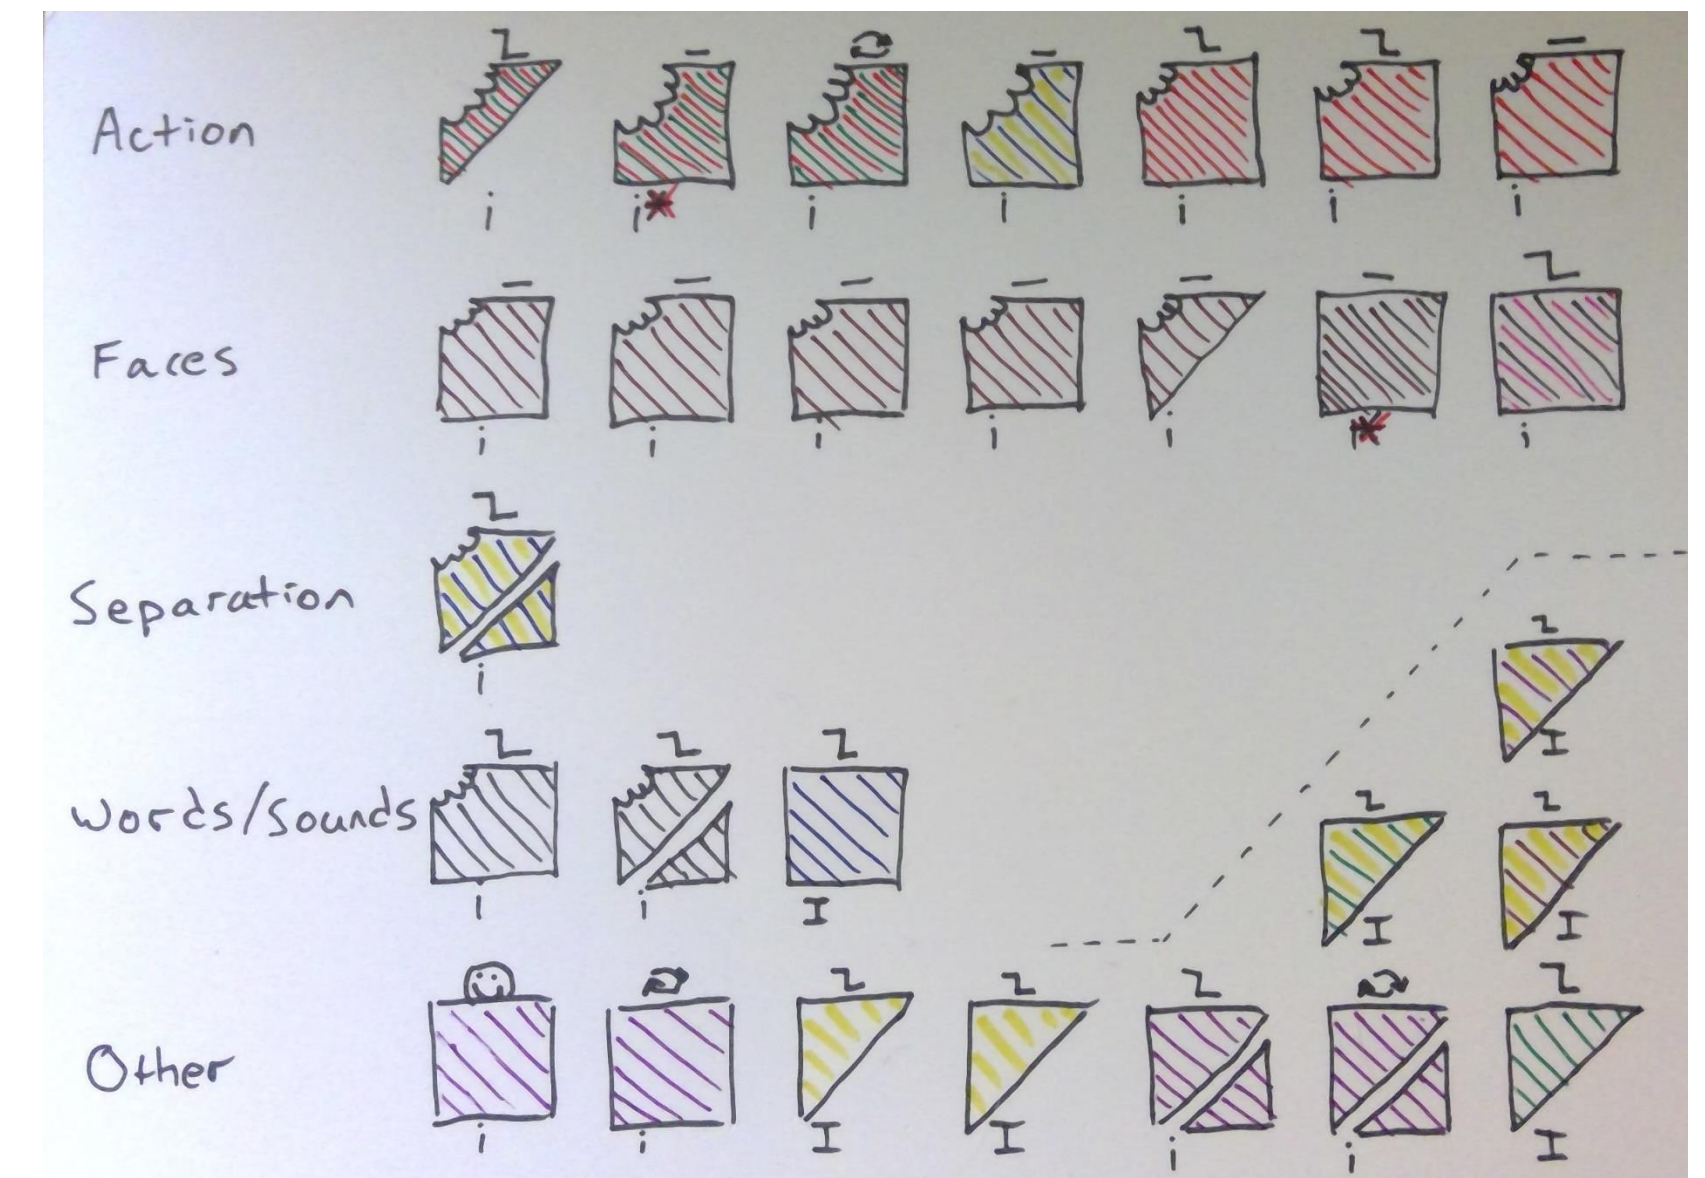 Z – – Z Z –
Action
i i* i i i i i
– – – – – – Z
Faces
i i i i i i* i
Z
Separation
i
Z
I
Z Z Z
Words/Sounds
Z Z
i i I
I I
Z Z Z Z
Other
i i I I i i I